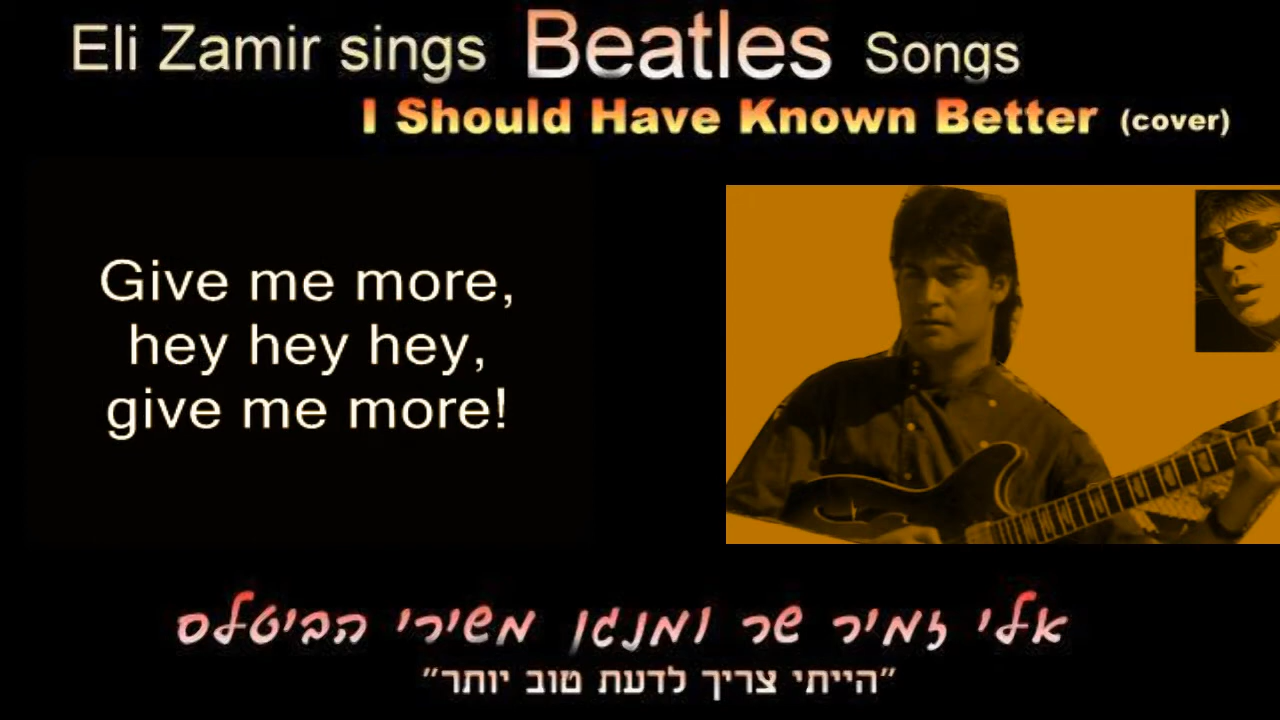 Eli Zamir sings Beatles Songs
I Should Have Known Better (cover)
Give me more,
hey hey hey,
give me more!
אלי זמיר שר ומנגן משירי הביטלס
"הייתי צריך לדעת טוב יותר"